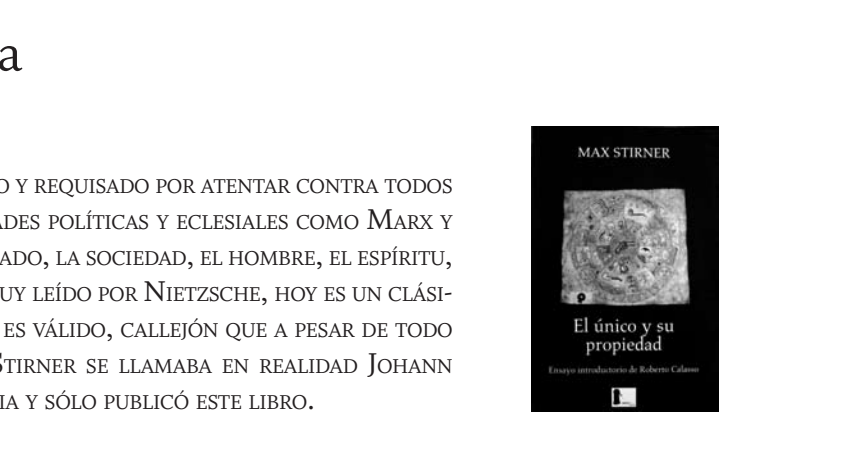 a
O Y REQUISADO POR ATENTAR CONTRA TODOS
ADES POLÍTICAS Y ECLESIALES COMO MARX Y
ADO, LA SOCIEDAD, EL HOMBRE, EL ESPÍRITU,
UY LEÍDO POR NIETZSCHE, HOY ES UN CLÁSI-
ES VÁLIDO, CALLEJÓN QUE A PESAR DE TODO
STIRNER SE LLAMABA EN REALIDAD JOHANN
IA Y SÓLO PUBLICÓ ESTE LIBRO.
MAX STIRNER
El único y su
propiedad
Ensayo introductorio de Roberto Calasso